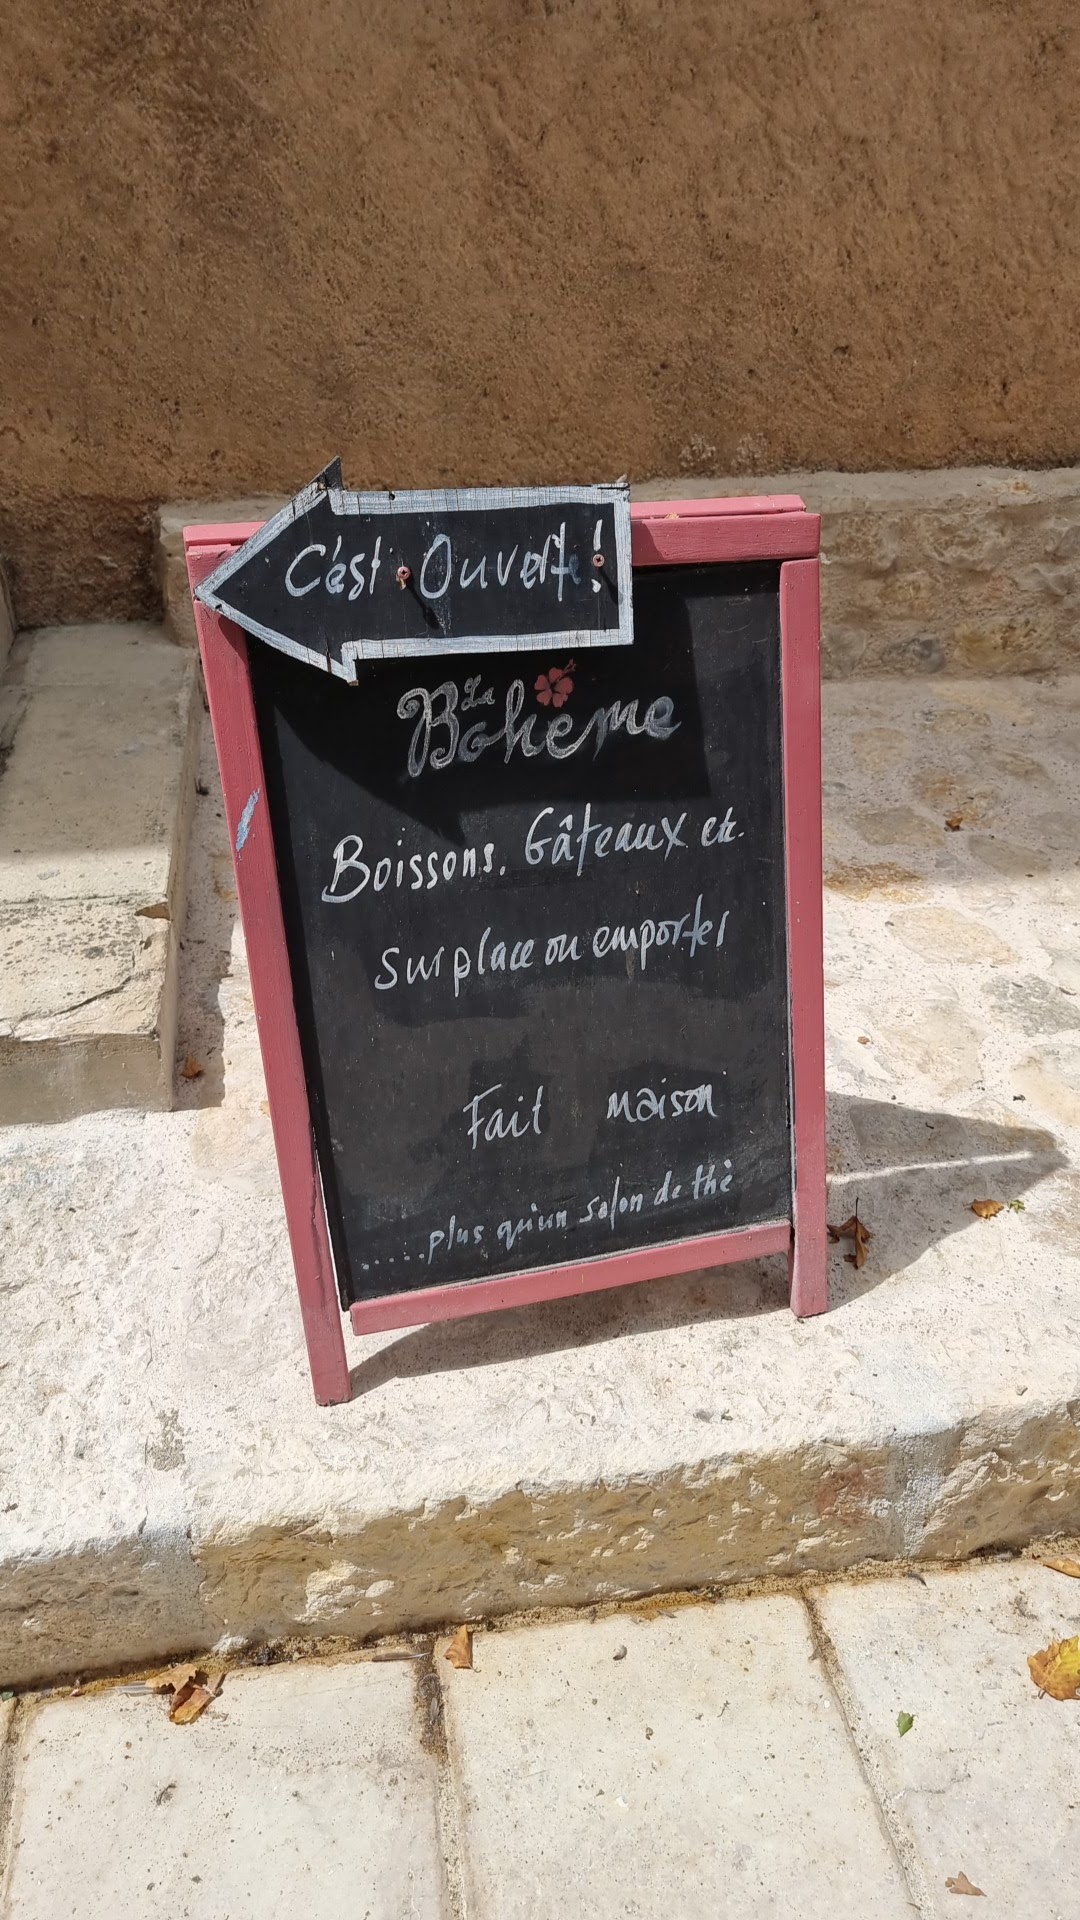 C'est Ouverte!
La
Bohème
Boissons. Gâteaux etc.
sur place ou emporter
Fait maison
......plus qu'un salon de thé